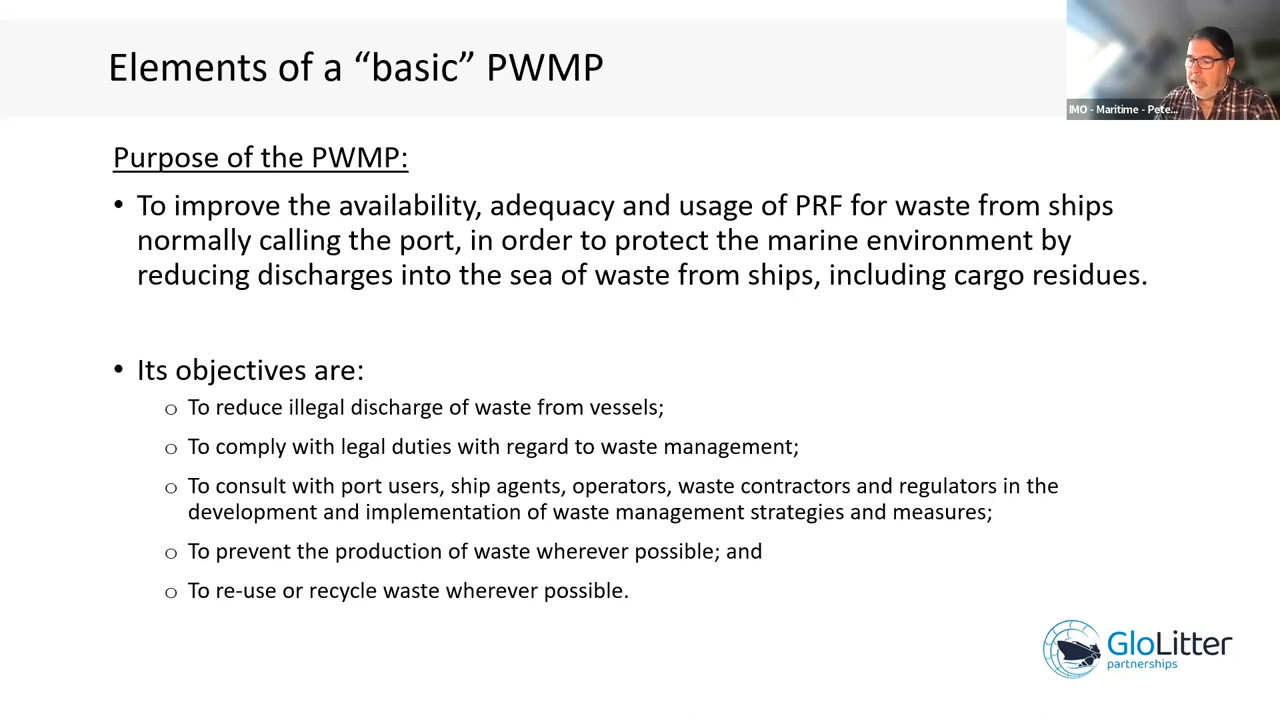 Elements of a “basic” PWMP
IMO - Maritime - Pete...
Purpose of the PWMP:
• To improve the availability, adequacy and usage of PRF for waste from ships
normally calling the port, in order to protect the marine environment by
reducing discharges into the sea of waste from ships, including cargo residues.
• Its objectives are:
o To reduce illegal discharge of waste from vessels;
o To comply with legal duties with regard to waste management;
o To consult with port users, ship agents, operators, waste contractors and regulators in the
development and implementation of waste management strategies and measures;
o To prevent the production of waste wherever possible; and
o To re-use or recycle waste wherever possible.
GloLitter
partnerships